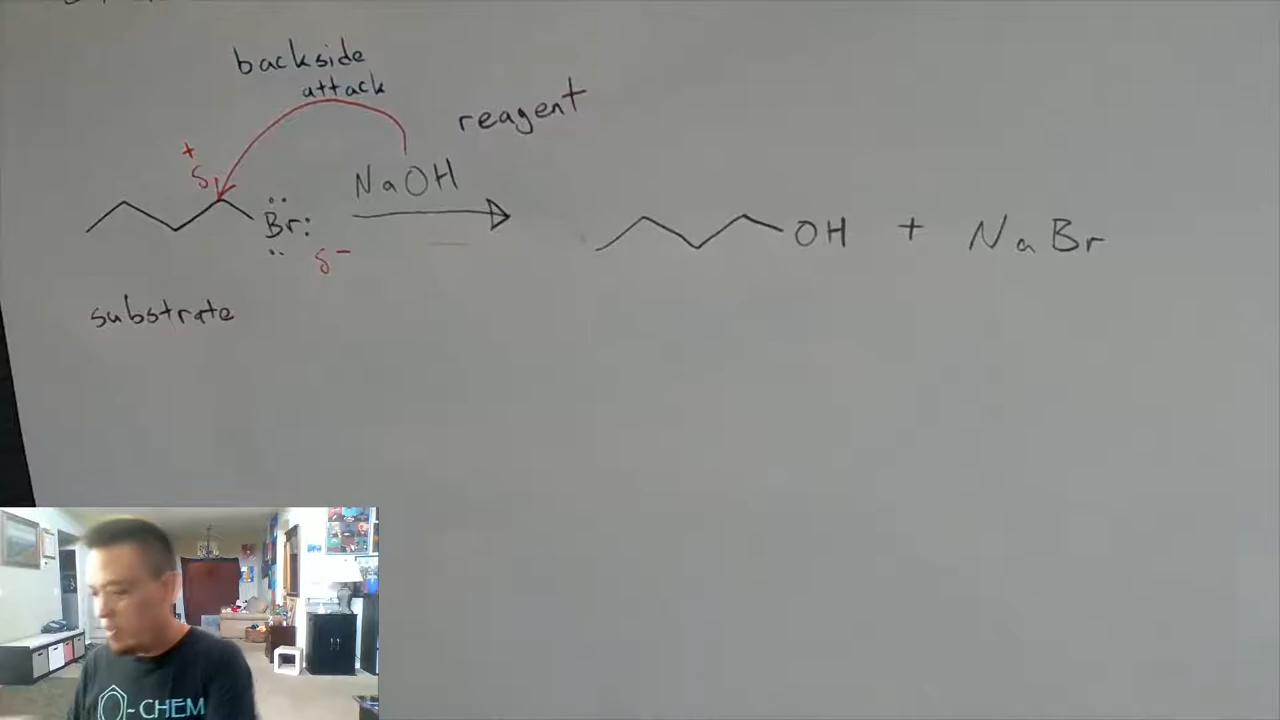 backside
attack
reagent
+
δ
NaOH
Br
δ-
OH + NaBr
substrate
-CHEM